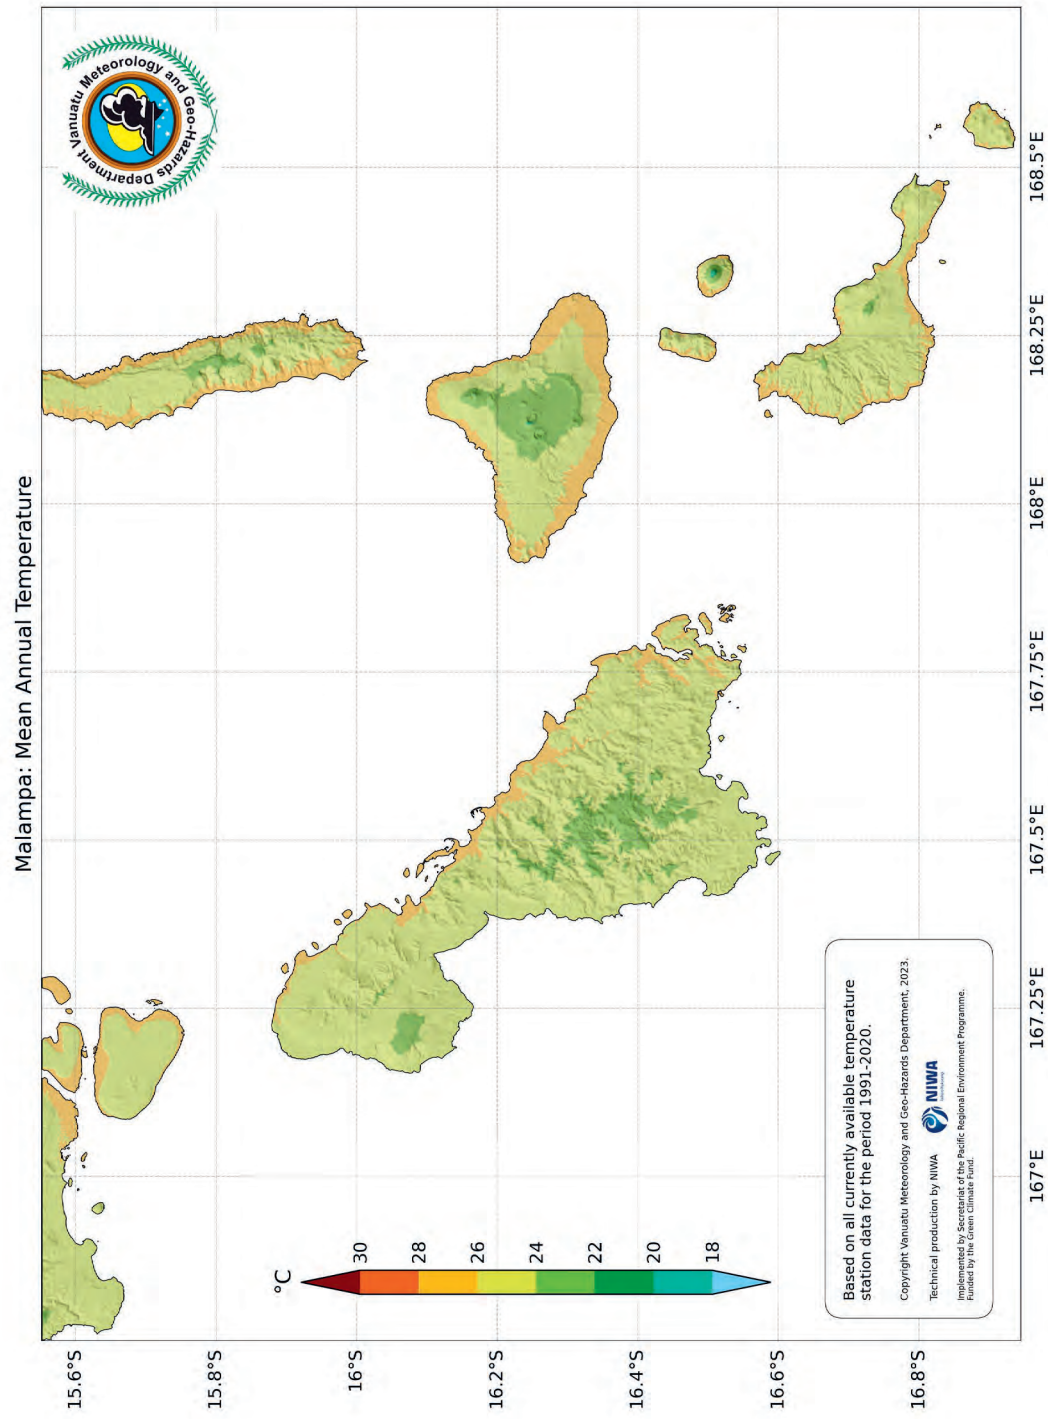 Malampa: Mean Annual Temperature
Vanuatu Meteorology and Geo-Hazards Department
15.6°S
15.8°S
16°S
16.2°S
16.4°S
16.6°S
16.8°S
°C
30
28
26
24
22
20
18
Based on all currently available temperature
station data for the period 1991-2020.
Copyright Vanuatu Meteorology and Geo-Hazards Department, 2023.
Technical production by NIWA
NIWA
Implemented by Secretariat of the Pacific Regional Environment Programme.
Funded by the Green Climate Fund.
167°E
167.25°E
167.5°E
167.75°E
168°E
168.25°E
168.5°E